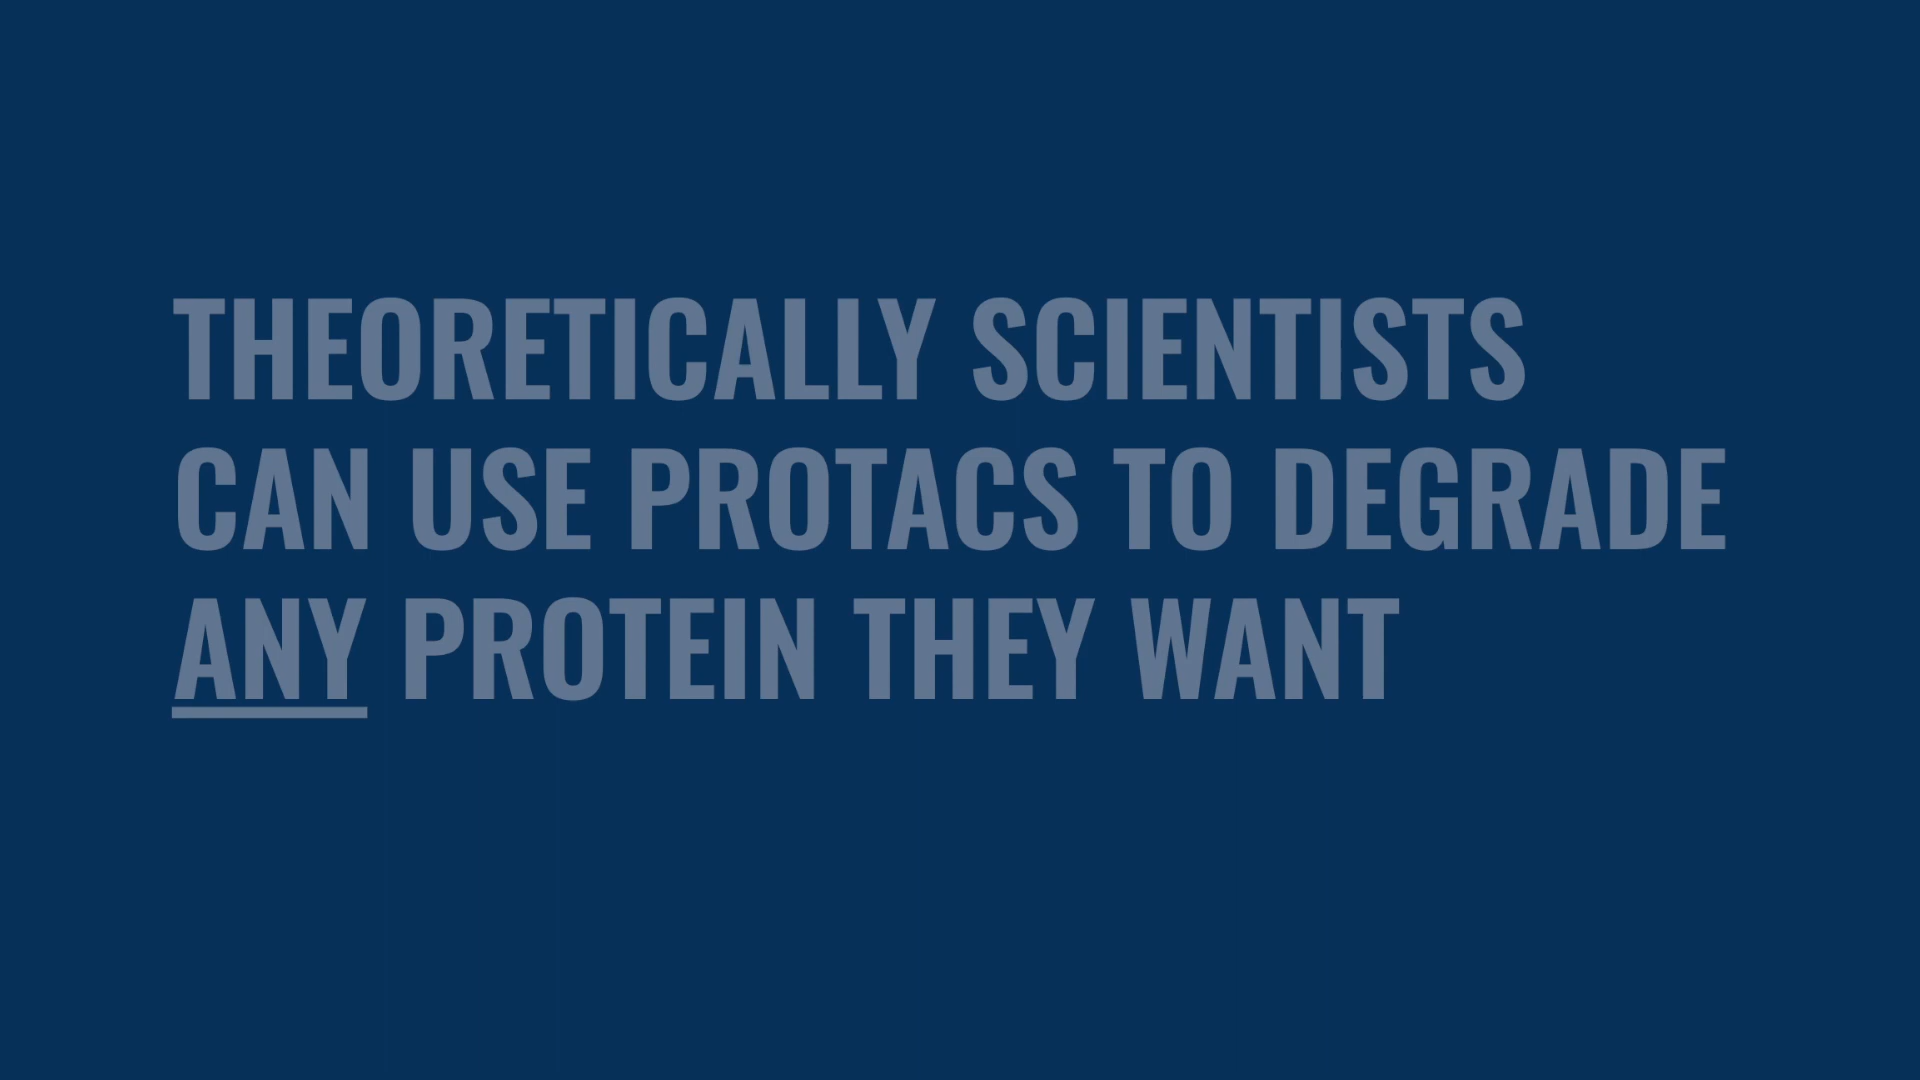 THEORETICALLY SCIENTISTS
CAN USE PROTACS TO DEGRADE
ANY PROTEIN THEY WANT